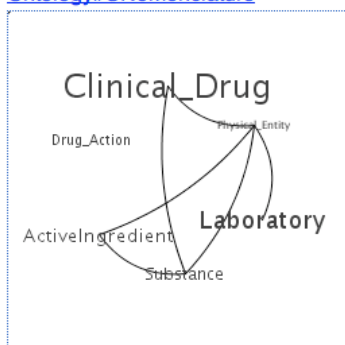 Clinical_Drug
Physical_Entity
Drug_Action
Laboratory
ActiveIngredient
Substance